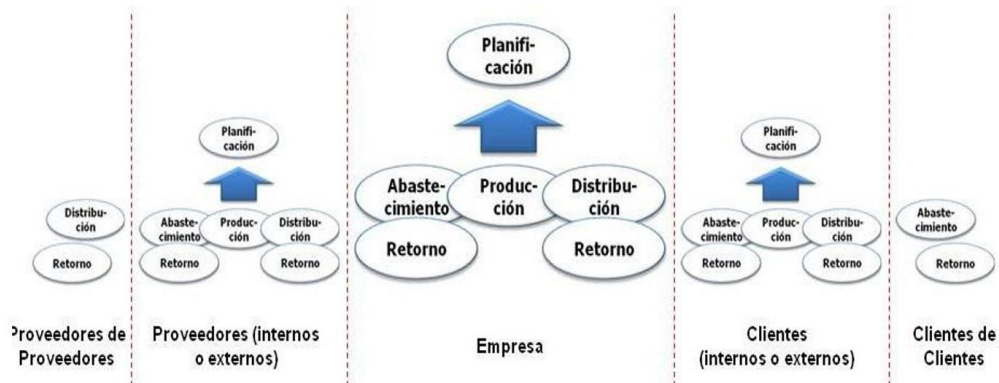 Planifi-
cación
Abaste-
cimiento
Produc-
ción
Distribu-
ción
Retorno
Retorno
Planifi-
cación
Abaste-
cimiento
Produc-
ción
Distribu-
ción
Retorno
Retorno
Planifi-
cación
Abaste-
cimiento
Produc-
ción
Distribu-
ción
Retorno
Retorno
Distribu-
ción
Retorno
Abaste-
cimiento
Retorno
Proveedores de
Proveedores
Proveedores (internos
o externos)
Empresa
Clientes
(internos o externos)
Clientes de
Clientes